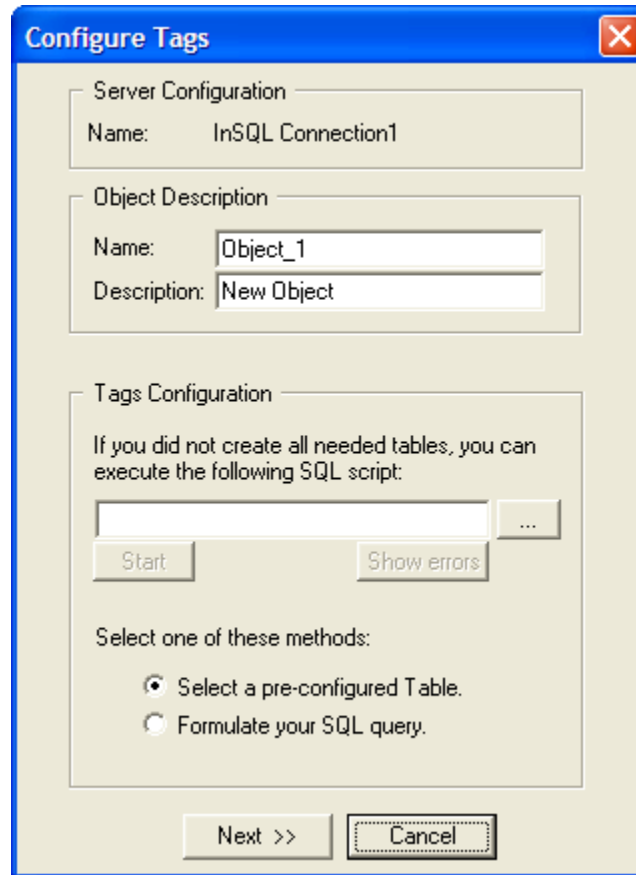 Configure Tags
Server Configuration
Name: InSQL Connection1
Object Description
Name: Object_1
Description: New Object
Tags Configuration
If you did not create all needed tables, you can
execute the following SQL script:
...
Start Show errors
Select one of these methods:
Select a pre-configured Table.
Formulate your SQL query.
Next >> Cancel